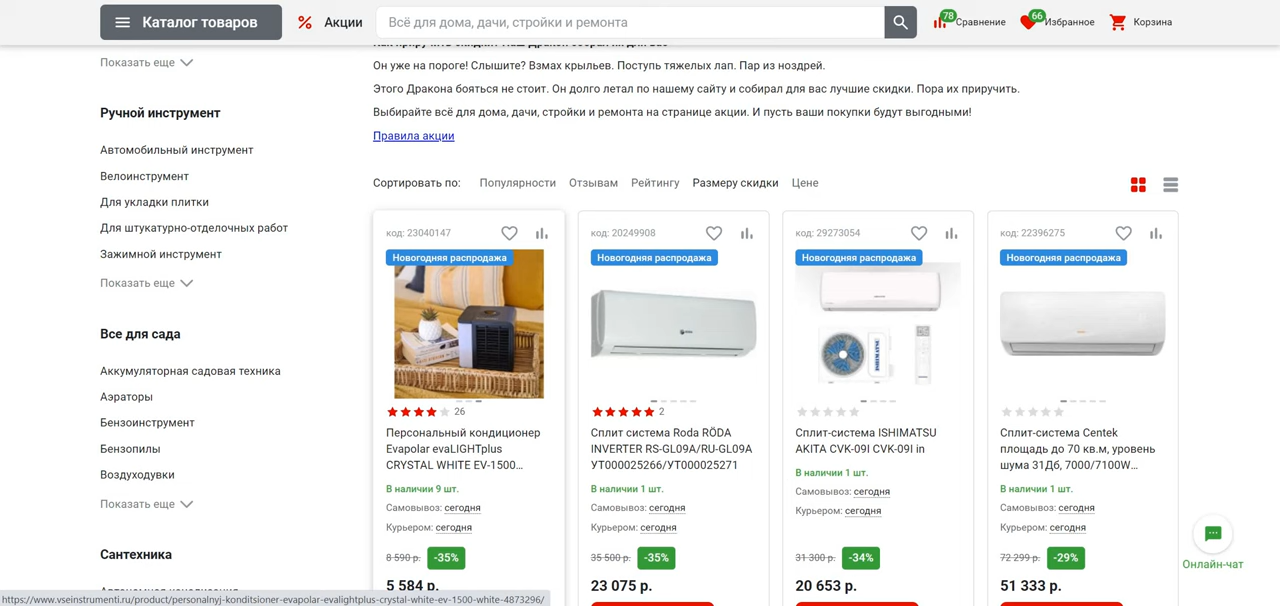 Каталог товаров
Акции
Всё для дома, дачи, стройки и ремонта
78
Сравнение
66
Избранное
Корзина
Показать еще
Ручной инструмент
Автомобильный инструмент
Велоинструмент
Для укладки плитки
Для штукатурно-отделочных работ
Зажимной инструмент
Показать еще
Все для сада
Аккумуляторная садовая техника
Аэраторы
Бензоинструмент
Бензопилы
Воздуходувки
Показать еще
Сантехника
Он уже на пороге! Слышите? Взмах крыльев. Поступь тяжелых лап. Пар из ноздрей.
Этого Дракона бояться не стоит. Он долго летал по нашему сайту и собирал для вас лучшие скидки. Пора их приручить.
Выбирайте всё для дома, дачи, стройки и ремонта на странице акции. И пусть ваши покупки будут выгодными!
Правила акции
Сортировать по: Популярности Отзывам Рейтингу Размеру скидки Цене
код: 23040147
Новогодняя распродажа
26
Персональный кондиционер
Evapolar evaLIGHTplus
CRYSTAL WHITE EV-1500...
В наличии 9 шт.
Самовывоз: сегодня
Курьером: сегодня
8 590 р. -35%
5 584 р.
код: 20249908
Новогодняя распродажа
2
Сплит система Roda RÖDA
INVERTER RS-GL09A/RU-GL09A
УТ000025266/УТ000025271
В наличии 1 шт.
Самовывоз: сегодня
Курьером: сегодня
35 500 р. -35%
23 075 р.
код: 29273054
Новогодняя распродажа
ISHIMATSU
Сплит-система ISHIMATSU
AKITA CVK-09I CVK-09I in
В наличии 1 шт.
Самовывоз: сегодня
Курьером: сегодня
31 300 р. -34%
20 653 р.
код: 22396275
Новогодняя распродажа
Сплит-система Centek
площадь до 70 кв.м, уровень
шума 31Дб, 7000/7100W...
В наличии 1 шт.
Самовывоз: сегодня
Курьером: сегодня
72 299 р. -29%
51 333 р.
Онлайн-чат
https://www.vseinstrumenti.ru/product/personalnyj-konditsioner-evapolar-evalightplus-crystal-white-ev-1500-white-4873296/